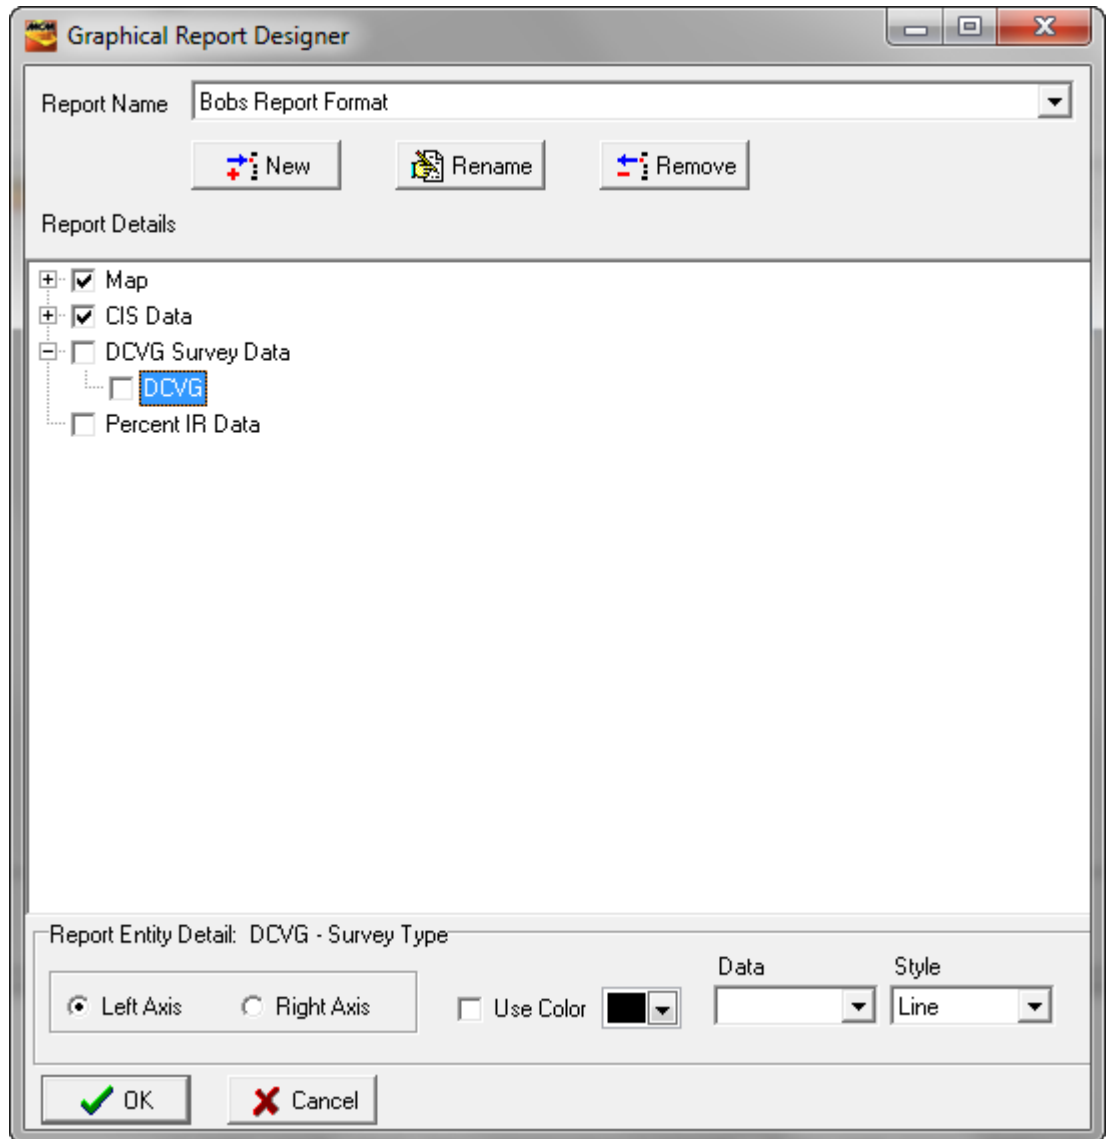 MCM
Graphical Report Designer
Report Name Bobs Report Format
New Rename Remove
Report Details
Map
CIS Data
DCVG Survey Data
DCVG
Percent IR Data
Report Entity Detail: DCVG - Survey Type
Data Style
Left Axis Right Axis Use Color Line
OK Cancel